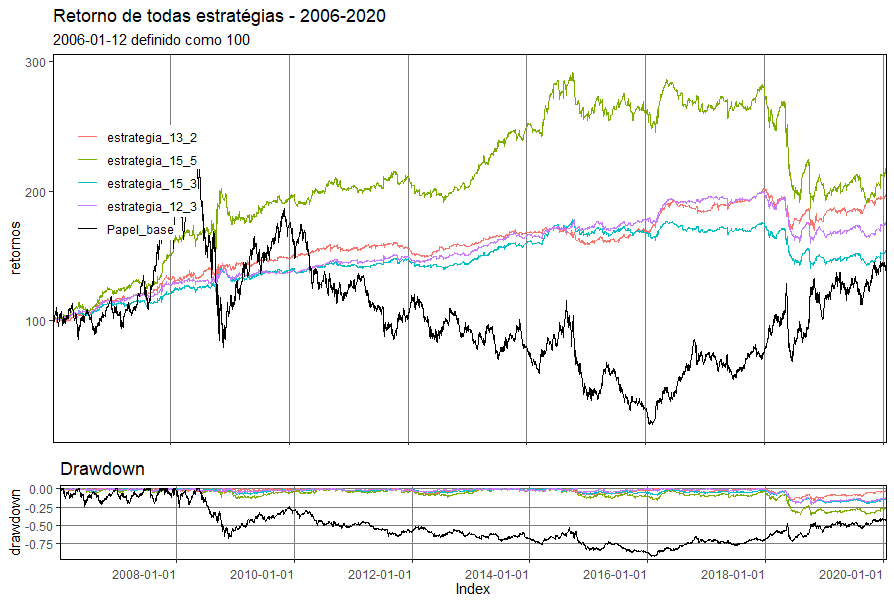 Retorno de todas estratégias - 2006-2020
2006-01-12 definido como 100
300
200
100
retornos
estrategia_13_2
estrategia_15_5
estrategia_15_3
estrategia_12_3
Papel_base
Drawdown
0.00
-0.25
-0.50
-0.75
drawdown
2008-01-01 2010-01-01 2012-01-01 2014-01-01 2016-01-01 2018-01-01 2020-01-01
Index